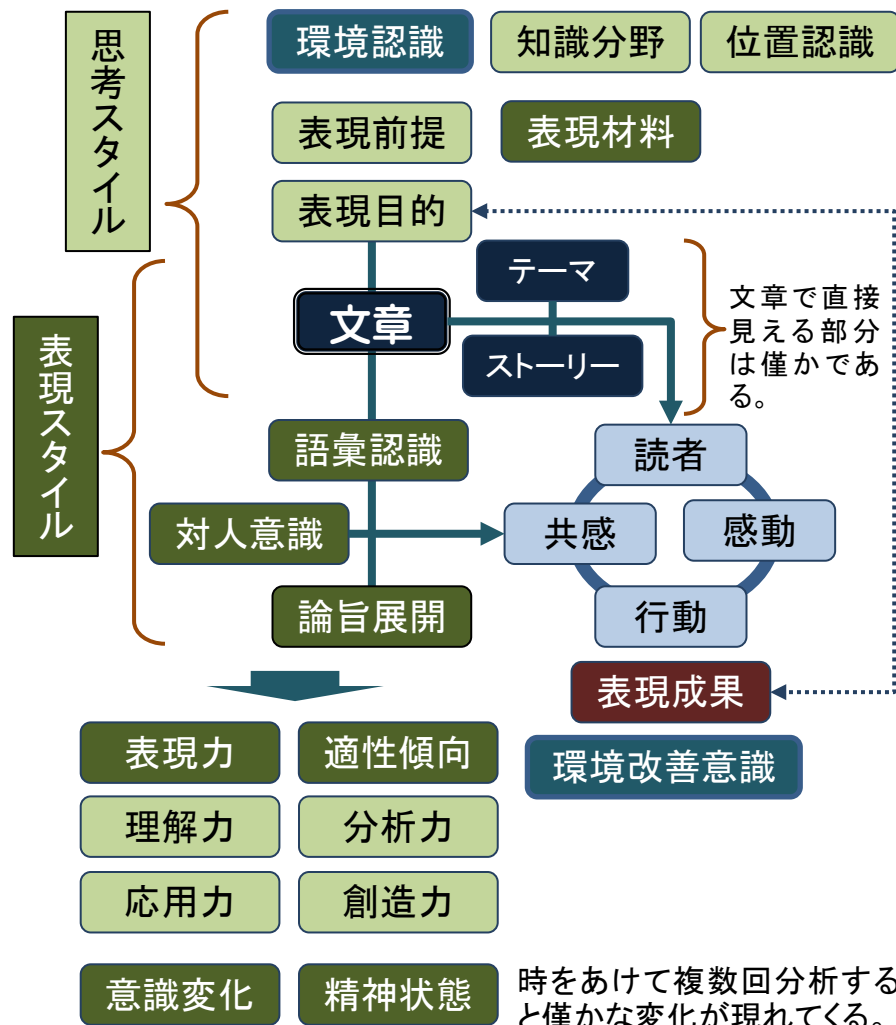 思考スタイル
環境認識
知識分野
位置認識
表現前提
表現材料
表現目的
テーマ
文章
ストーリー
文章で直接
見える部分
は僅かであ
る。
表現スタイル
語彙認識
読者
対人意識
共感
感動
論旨展開
行動
表現成果
表現力
適性傾向
環境改善意識
理解力
分析力
応用力
創造力
意識変化
精神状態
時をあけて複数回分析する
と僅かな変化が現れてくる。